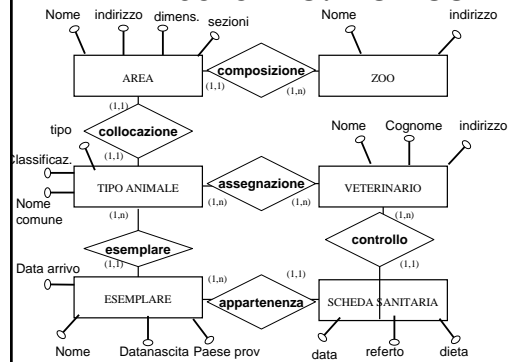 Nome indirizzo dimens. sezioni Nome indirizzo
AREA composizione ZOO
(1,1) (1,n)
(1,1)
tipo collocazione Nome Cognome indirizzo
(1,1)
Classificaz.
TIPO ANIMALE assegnazione VETERINARIO
Nome
comune
(1,n) (1,n) (1,n) (1,n)
esemplare controllo
(1,1) (1,1)
Data arrivo (1,n) (1,1)
ESEMPLARE appartenenza SCHEDA SANITARIA
Nome Datanascita Paese prov data referto dieta